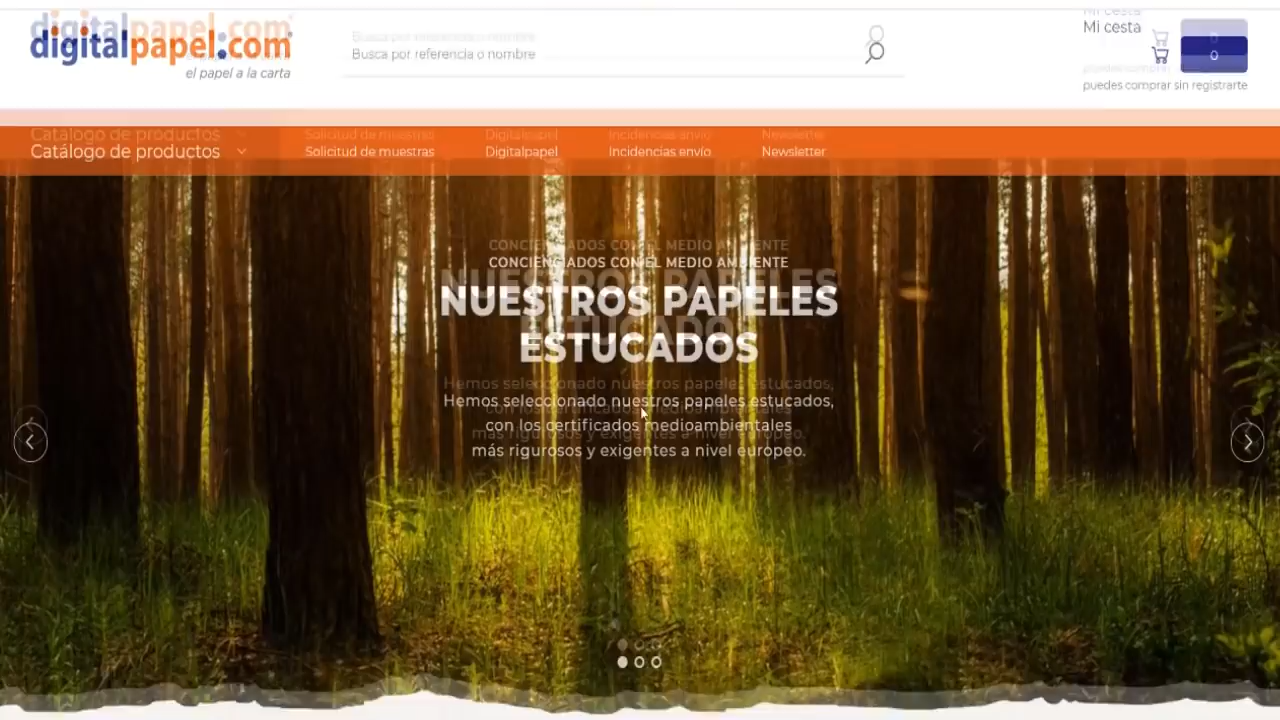 digitalpapel.com
el papel a la carta
Busca por referencia o nombre
Mi cesta
0
puedes comprar sin registrarte
Catálogo de productos
Solicitud de muestras
Digitalpapel
Incidencias envío
Newsletter
CONCIENCIADOS CON EL MEDIO AMBIENTE
NUESTROS PAPELES
ESTUCADOS
Hemos seleccionado nuestros papeles estucados,
con los certificados medioambientales
más rigurosos y exigentes a nivel europeo.